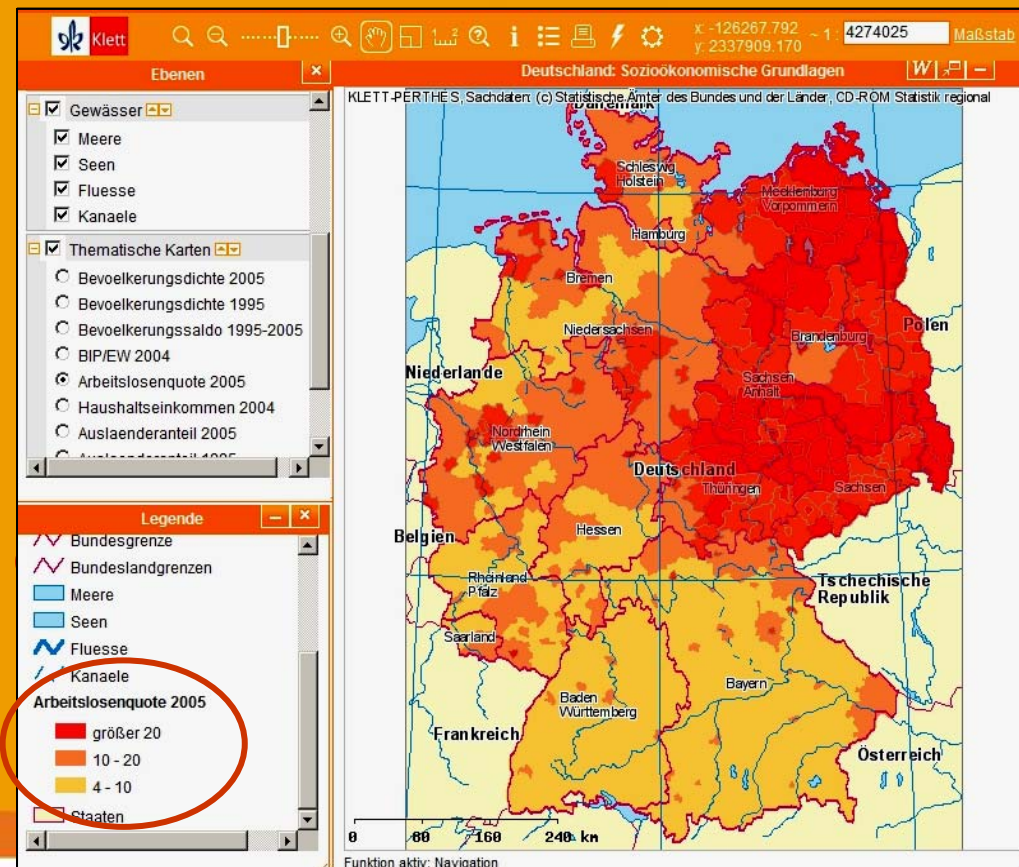 Klett
x: -126267.792
y: 2337909.170
~ 1 : 4274025 Maßstab
Ebenen
Gewässer
Meere
Seen
Fluesse
Kanaele
Thematische Karten
Bevoelkerungsdichte 2005
Bevoelkerungsdichte 1995
Bevoelkerungssaldo 1995-2005
BIP/EW 2004
Arbeitslosenquote 2005
Haushaltseinkommen 2004
Auslaenderanteil 2005
Auslaenderanteil 1995
Legende
Bundesgrenze
Bundeslandgrenzen
Meere
Seen
Fluesse
Kanaele
Arbeitslosenquote 2005
größer 20
10 - 20
4 - 10
Staaten
Deutschland: Sozioökonomische Grundlagen
W
KLETT-PERTHES, Sachdaten: (c) Statistische Ämter des Bundes und der Länder, CD-ROM Statistik regional
Dänemark
Schleswig
Holstein
Mecklenburg
Vorpommern
Hamburg
Bremen
Niedersachsen
Brandenburg
Polen
Niederlande
Sachsen
Anhalt
Nordrhein
Westfalen
Deutschland
Thüringen
Sachsen
Belgien
Hessen
Rheinland
Pfalz
Tschechische
Republik
Saarland
Bayern
Baden
Württemberg
Frankreich
Österreich
0 80 160 240 km
Funktion aktiv: Navigation